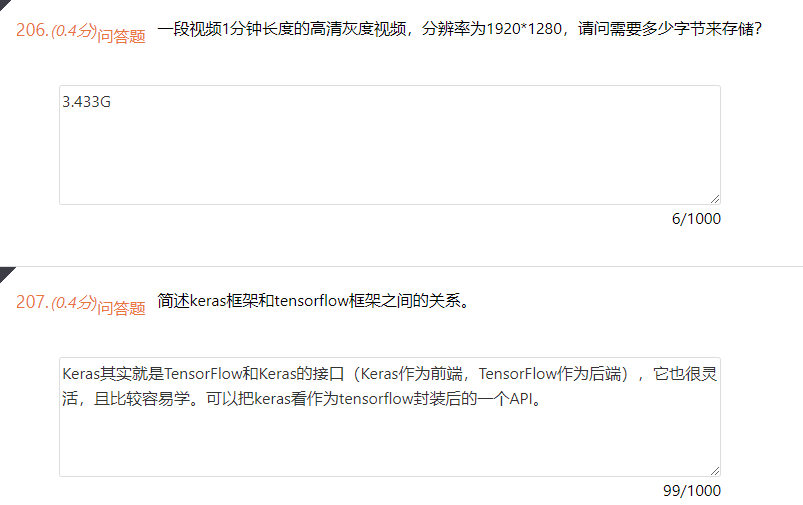 206.(0.4分)问答题 一段视频1分钟长度的高清灰度视频，分辨率为1920*1280，请问需要多少字节来存储？
3.433G
6/1000
207.(0.4分)问答题 简述keras框架和tensorflow框架之间的关系。
Keras其实就是TensorFlow和Keras的接口（Keras作为前端，TensorFlow作为后端），它也很灵
活，且比较容易学。可以把keras看作为tensorflow封装后的一个API。
99/1000